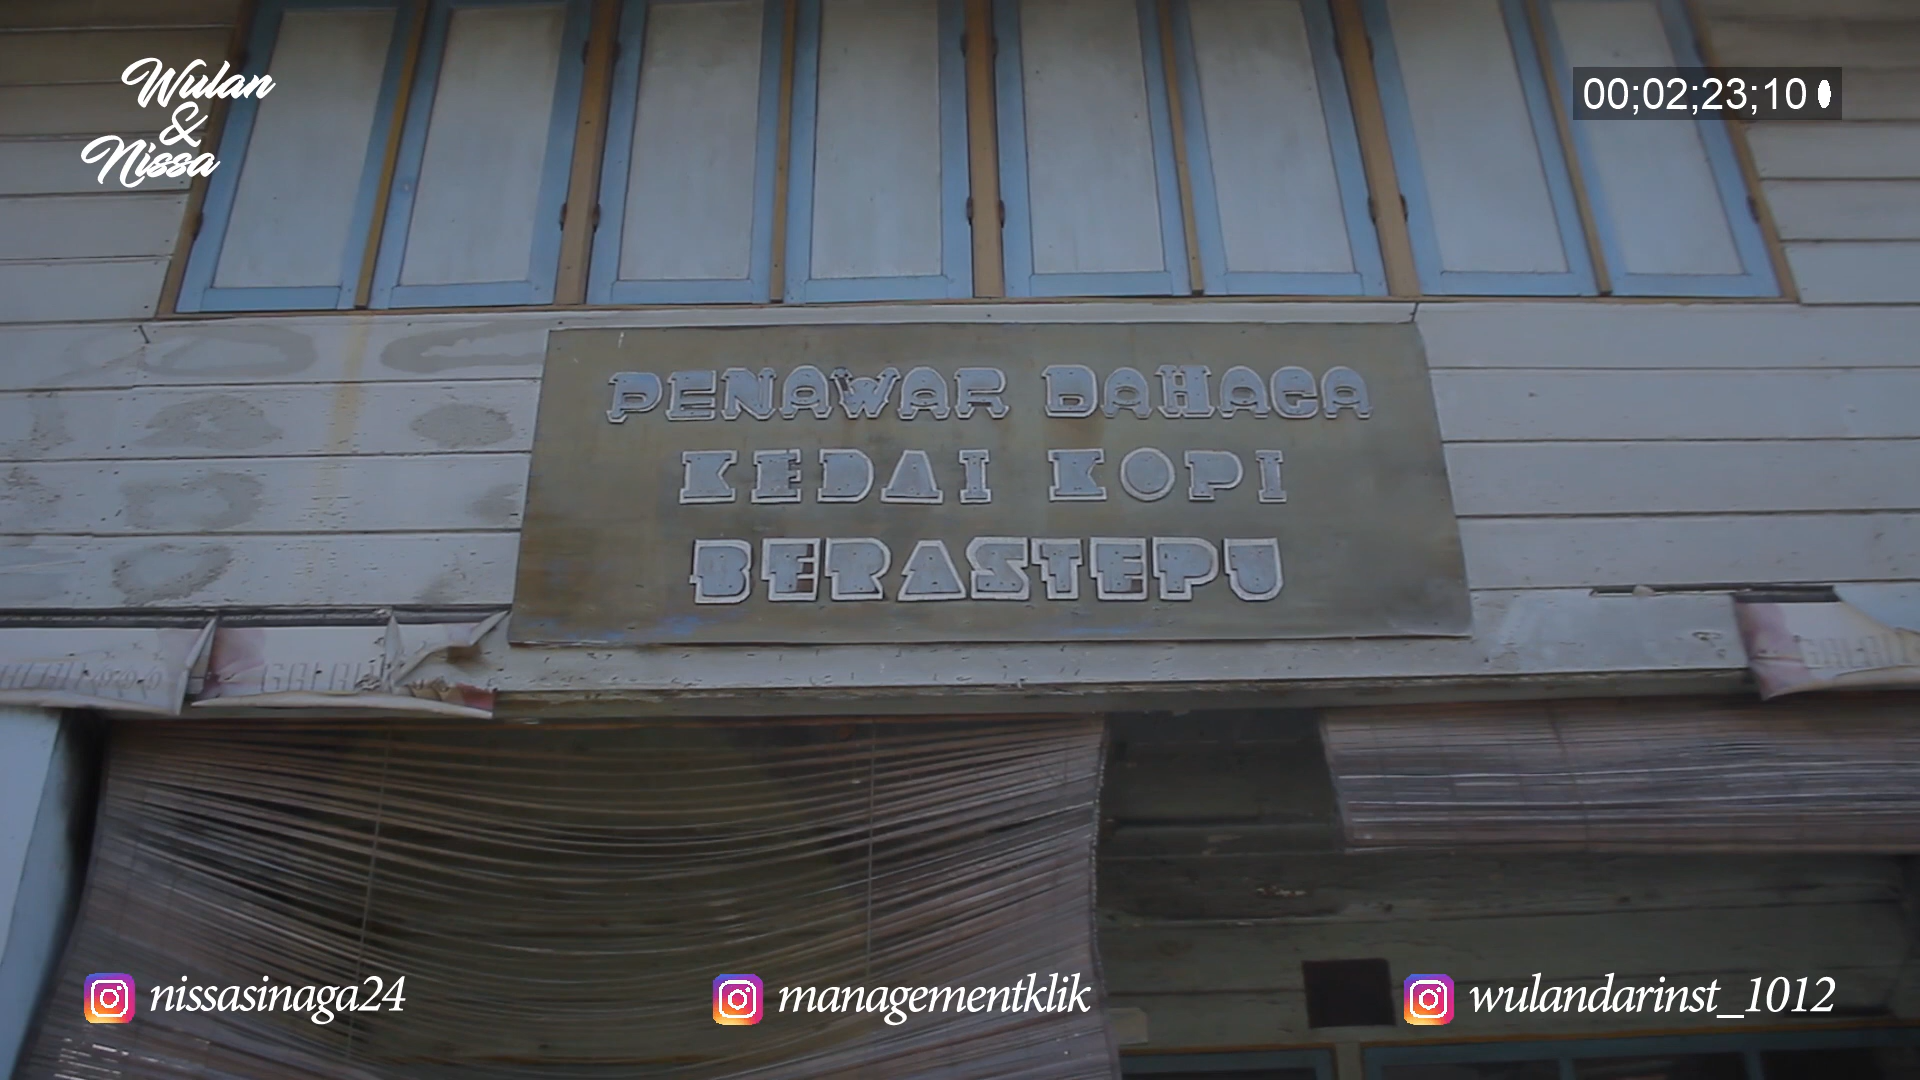 Wulan
&
Nissa
00;02;23;10
PENAWAR DAHAGA
KEDAI KOPI
BERASTEPU
nissasinaga24
managementklik
wulandarinst_1012